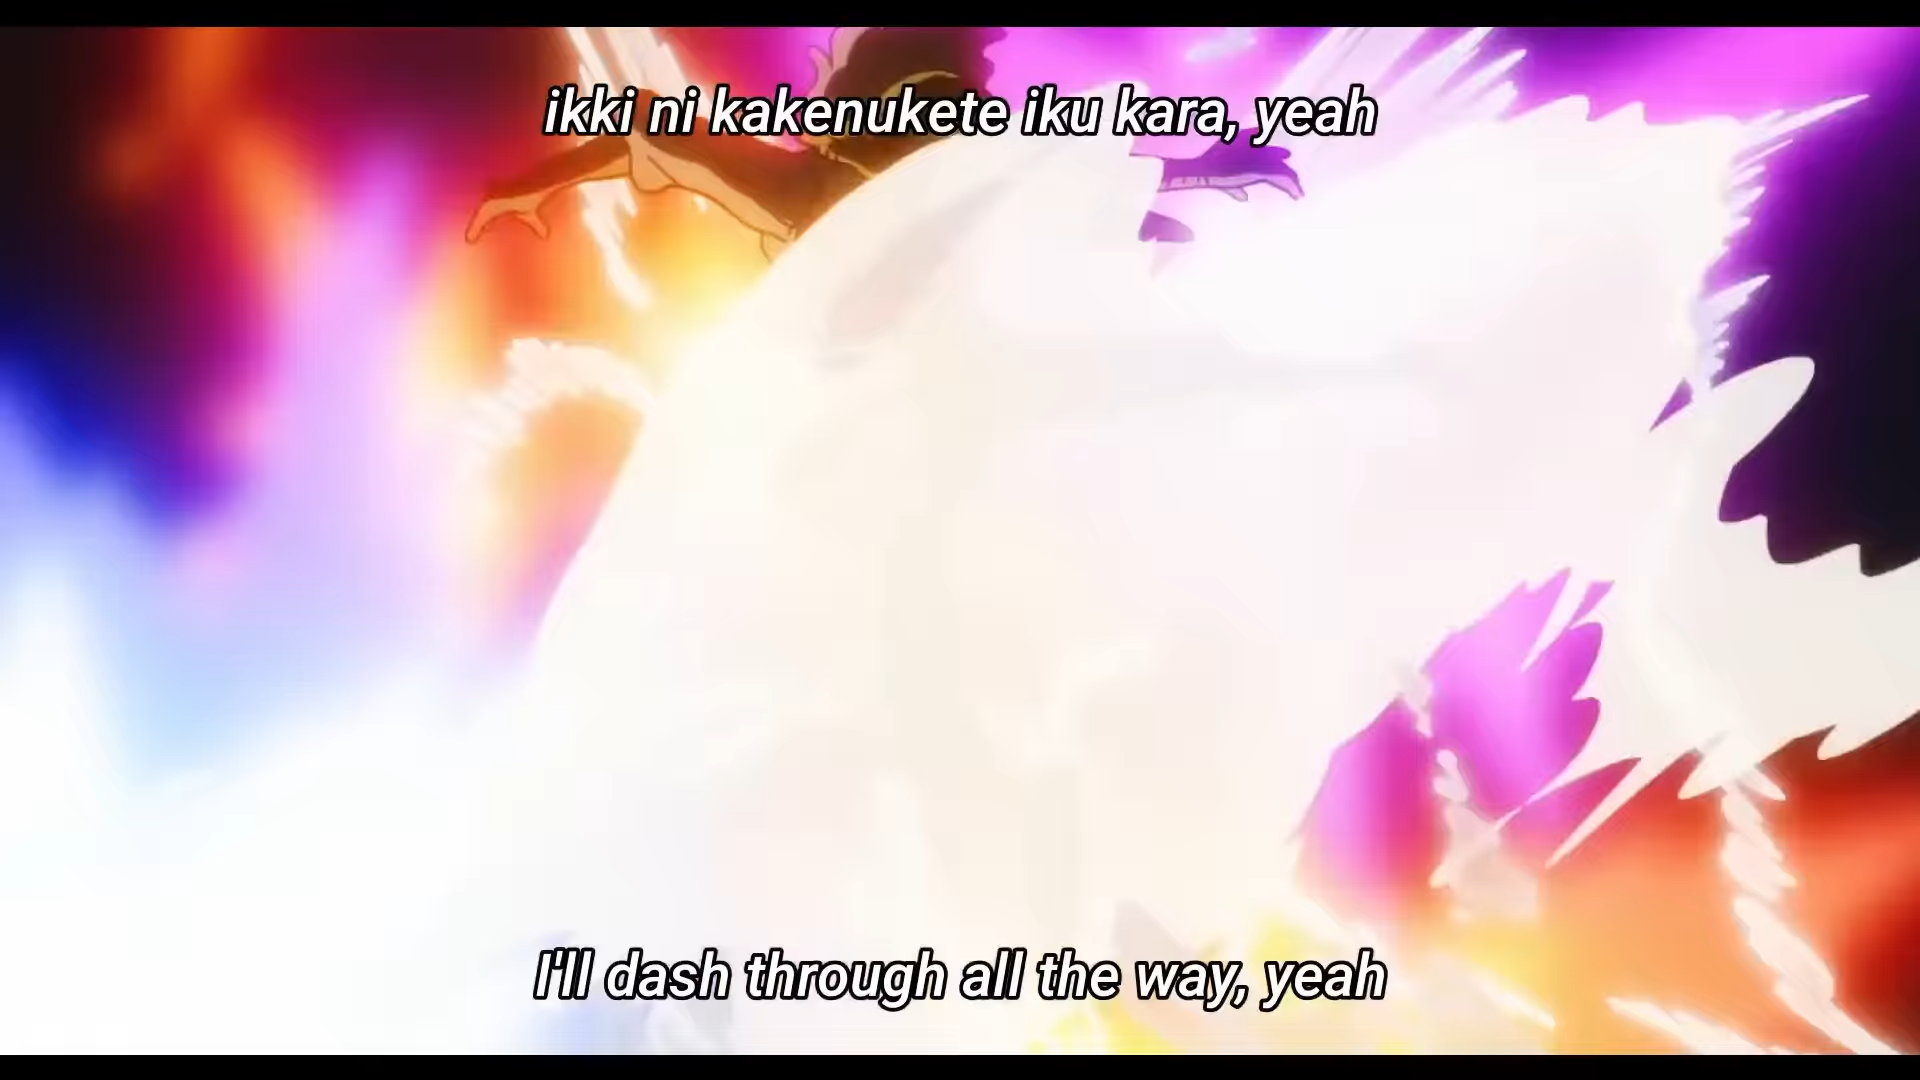 ikki ni kakenukete iku kara, yeah
I'll dash through all the way, yeah